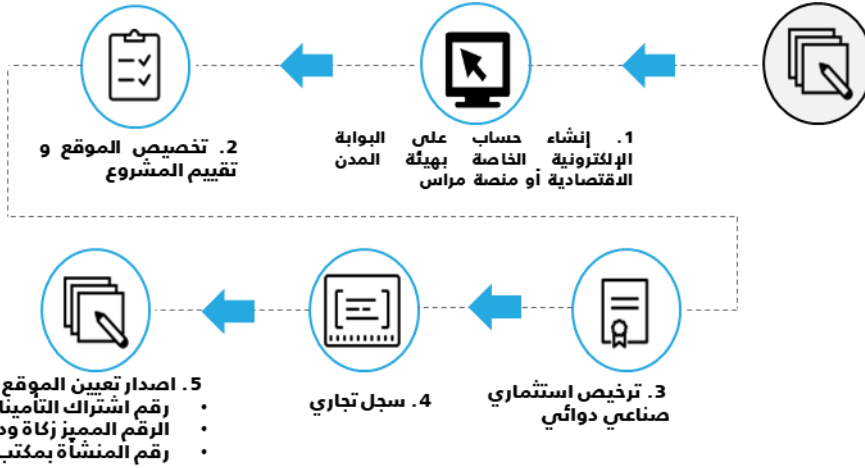 1. إنشاء حساب على البوابة
الإلكترونية الخاصة بهيئة المدن
الاقتصادية أو منصة مراس
2. تخصيص الموقع و
تقييم المشروع
3. ترخيص استثماري
صناعي دوائي
4. سجل تجاري
5. اصدار تعيين الموقع
• رقم اشتراك
• الرقم المميز زكاة
• رقم المنشأة بمكتب